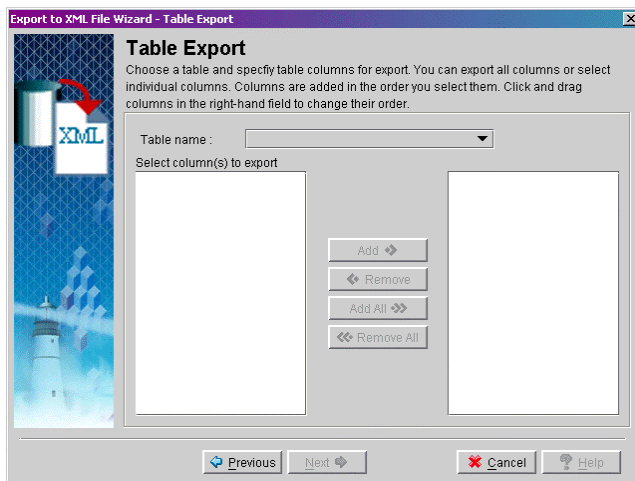 Export to XML File Wizard - Table Export
Table Export
Choose a table and specfiy table columns for export. You can export all columns or select
individual columns. Columns are added in the order you select them. Click and drag
columns in the right-hand field to change their order.
XML
Table name :
Select column(s) to export
Add
Remove
Add All
Remove All
Previous
Next
Cancel
Help